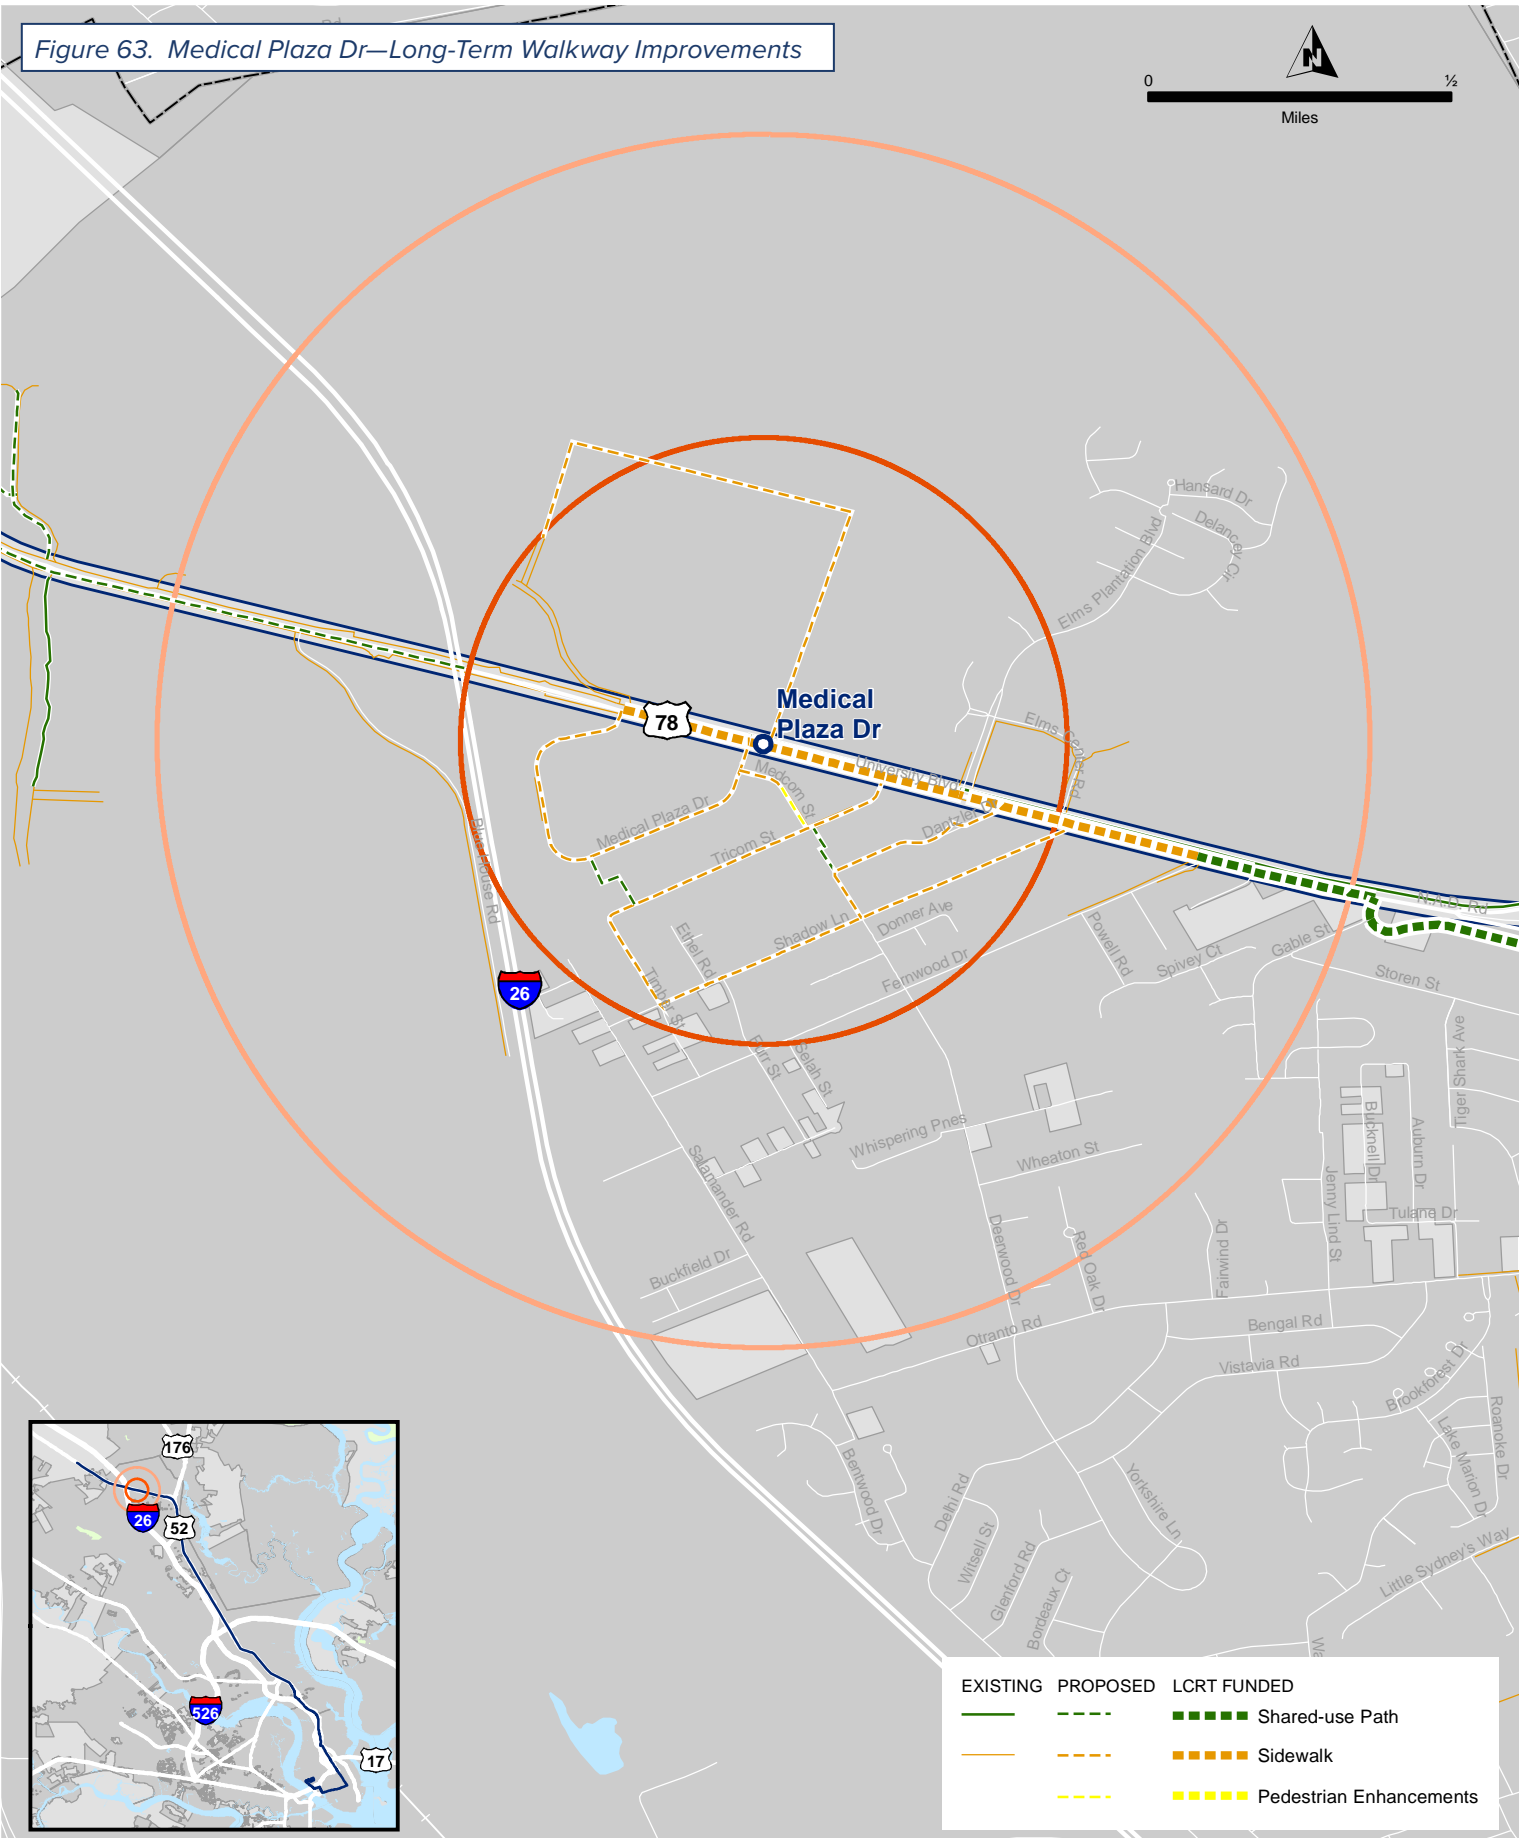 Rd
Figure 63. Medical Plaza Dr—Long-Term Walkway Improvements
N
0 ½
Miles
Hansard Dr
Delancey Cir
Elms Plantation Blvd
Medical
Plaza Dr
78
Elms Center Rd
University Blvd
Medcom St
Medical Plaza Dr
Tricom St
Dantzler D
Blue House Rd
N.A.D. Rd
Shadow Ln
Donner Ave
Ethel Rd
Fernwood Dr
Powell Rd
Spivey Ct
Gable St
Storen St
26
Timber St
Furr St
Selah St
Tiger Shark Ave
Whispering Pnes
Wheaton St
Bucknell Dr
Auburn Dr
Salamander Rd
Jenny Lind St
Tulane Dr
Deerwood Dr
Red Oak Dr
Fairwind Dr
Buckfield Dr
Otranto Rd
Bengal Rd
Vistavia Rd
Brookforest Dr
Roanoke Dr
Lake Marion Dr
Bentwood Dr
Delhi Rd
Yorkshire Ln
Witsell St
Glenford Rd
Bordeaux Ct
Little Sydney's Way
Wa
176
26
52
526
17
EXISTING PROPOSED LCRT FUNDED
Shared-use Path
Sidewalk
Pedestrian Enhancements